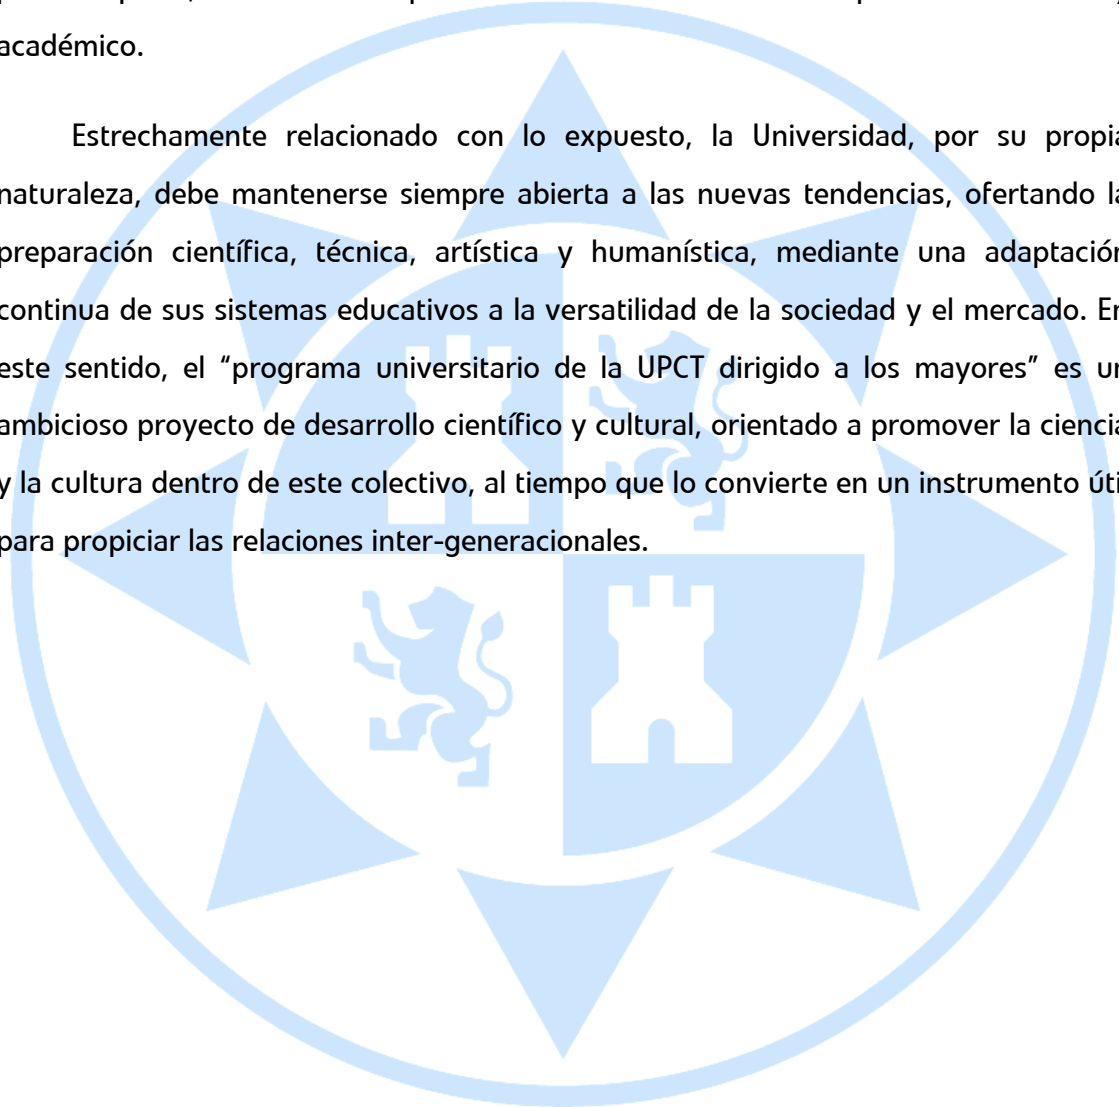 académico.
Estrechamente relacionado con lo expuesto, la Universidad, por su propia
naturaleza, debe mantenerse siempre abierta a las nuevas tendencias, ofertando la
preparación científica, técnica, artística y humanística, mediante una adaptación
continua de sus sistemas educativos a la versatilidad de la sociedad y el mercado. En
este sentido, el “programa universitario de la UPCT dirigido a los mayores” es un
ambicioso proyecto de desarrollo científico y cultural, orientado a promover la ciencia
y la cultura dentro de este colectivo, al tiempo que lo convierte en un instrumento úti
para propiciar las relaciones inter-generacionales.